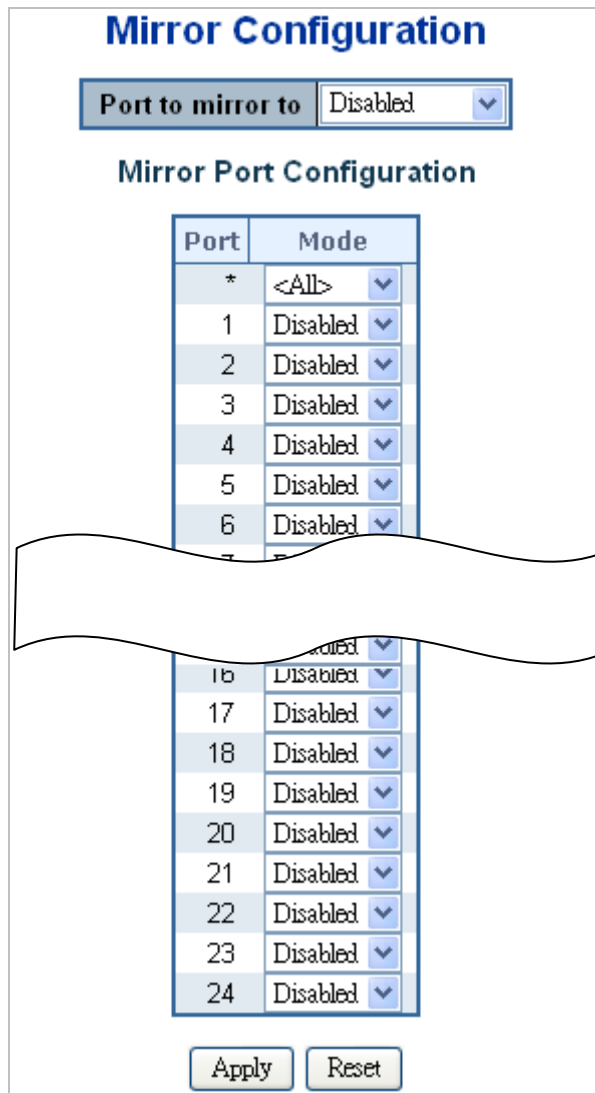 Mirror Configuration
Port to mirror to Disabled
Mirror Port Configuration
Port Mode
* <All>
1 Disabled
2 Disabled
3 Disabled
4 Disabled
5 Disabled
6 Disabled
16 Disabled
17 Disabled
18 Disabled
19 Disabled
20 Disabled
21 Disabled
22 Disabled
23 Disabled
24 Disabled
Apply Reset